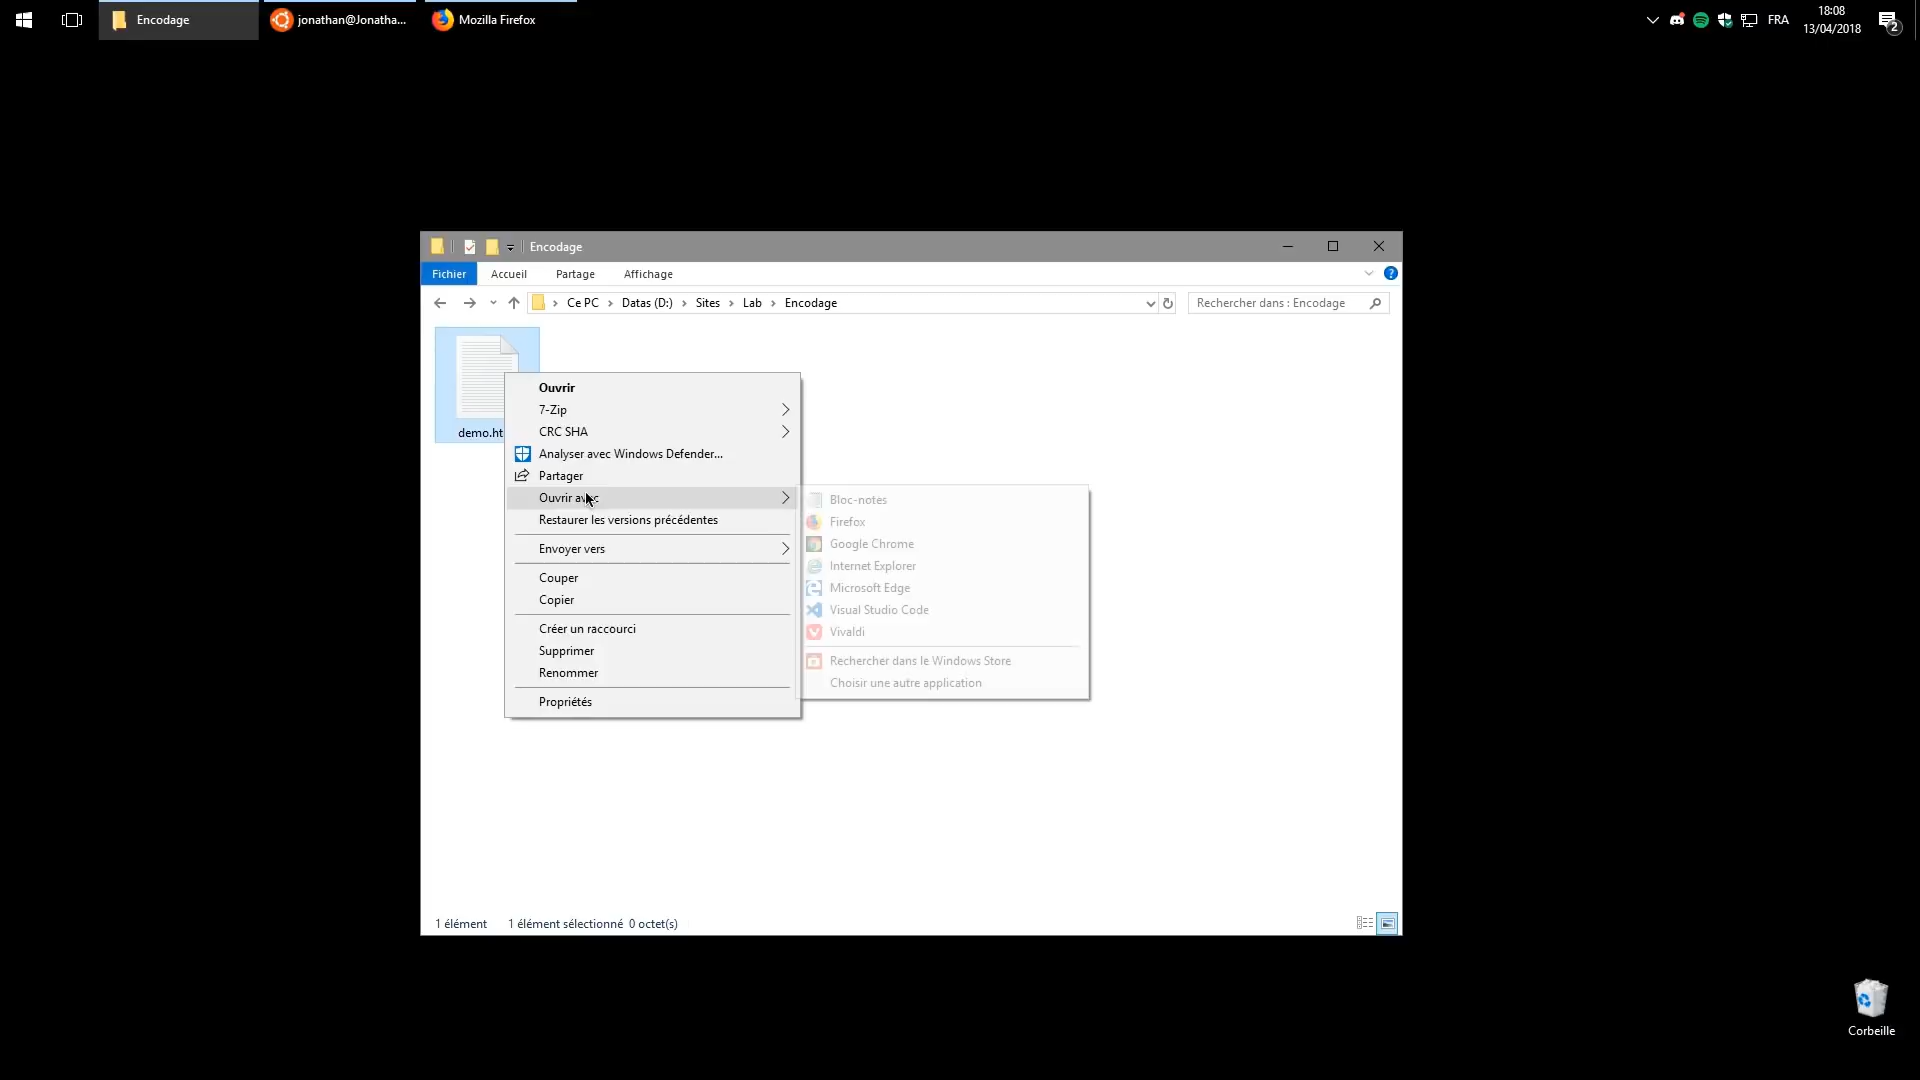 Encodage
jonathan@Jonatha...
Mozilla Firefox
FRA
18:08
13/04/2018
2
Encodage
Fichier
Accueil
Partage
Affichage
Ce PC
Datas (D:)
Sites
Lab
Encodage
Rechercher dans : Encodage
demo.ht
Ouvrir
7-Zip
CRC SHA
Analyser avec Windows Defender...
Partager
Ouvrir avec
Restaurer les versions précédentes
Envoyer vers
Couper
Copier
Créer un raccourci
Supprimer
Renommer
Propriétés
Bloc-notes
Firefox
Google Chrome
Internet Explorer
Microsoft Edge
Visual Studio Code
Vivaldi
Rechercher dans le Windows Store
Choisir une autre application
1 élément
1 élément sélectionné 0 octet(s)
Corbeille